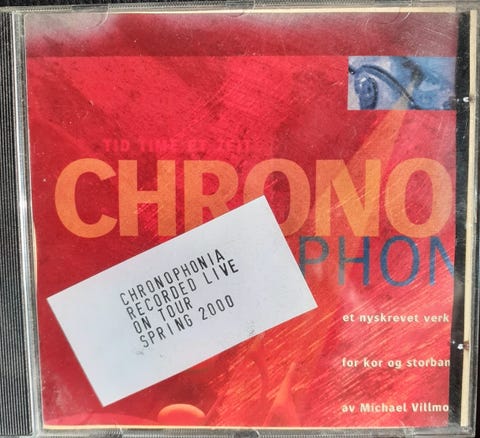 TID TIME ET ZEIT
CHRONO
PHON
CHRONOPHONIA
RECORDED LIVE
ON TOUR
SPRING 2000
et nyskrevet verk
for kor og storban
av Michael Villmo